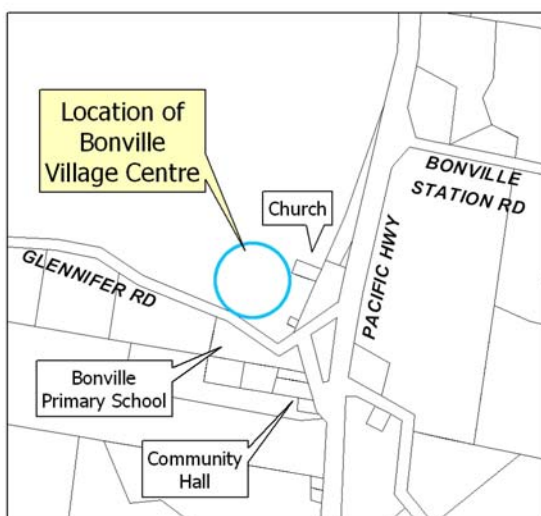 Location of
Bonville
Village Centre
BONVILLE
STATION RD
Church
PACIFIC HWY
GLENNIFER RD
Bonville
Primary School
Community
Hall